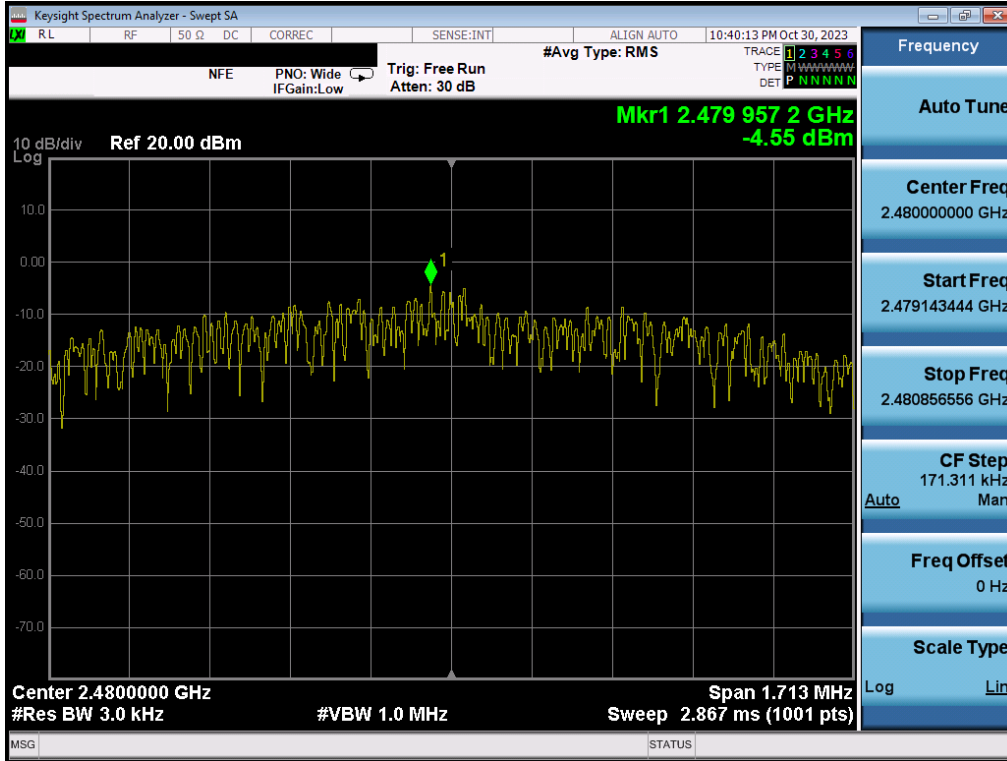 Keysight Spectrum Analyzer - Swept SA
LXI RL RF 50 Ω DC CORREC SENSE:INT ALIGN AUTO 10:40:13 PM Oct 30, 2023
NFE PNO: Wide Trig: Free Run #Avg Type: RMS TRACE 1 2 3 4 5 6
IFGain:Low Atten: 30 dB TYPE M WWWWW
DET P N N N N N
Mkr1 2.479 957 2 GHz
-4.55 dBm
10 dB/div Ref 20.00 dBm
Log
10.0
0.00
-10.0
-20.0
-30.0
-40.0
-50.0
-60.0
-70.0
1
Center 2.4800000 GHz Span 1.713 MHz
#Res BW 3.0 kHz #VBW 1.0 MHz Sweep 2.867 ms (1001 pts)
MSG STATUS
Frequency
Auto Tune
Center Freq
2.480000000 GHz
Start Freq
2.479143444 GHz
Stop Freq
2.480856556 GHz
CF Step
171.311 kHz
Auto Man
Freq Offset
0 Hz
Scale Type
Log Lin